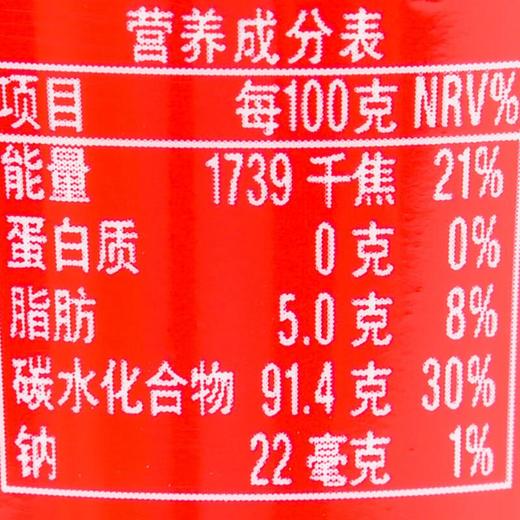 营养成分表
项目 每100克 NRV%
能量 1739 千焦 21%
蛋白质 0 克 0%
脂肪 5.0 克 8%
碳水化合物 91.4 克 30%
钠 22 毫克 1%